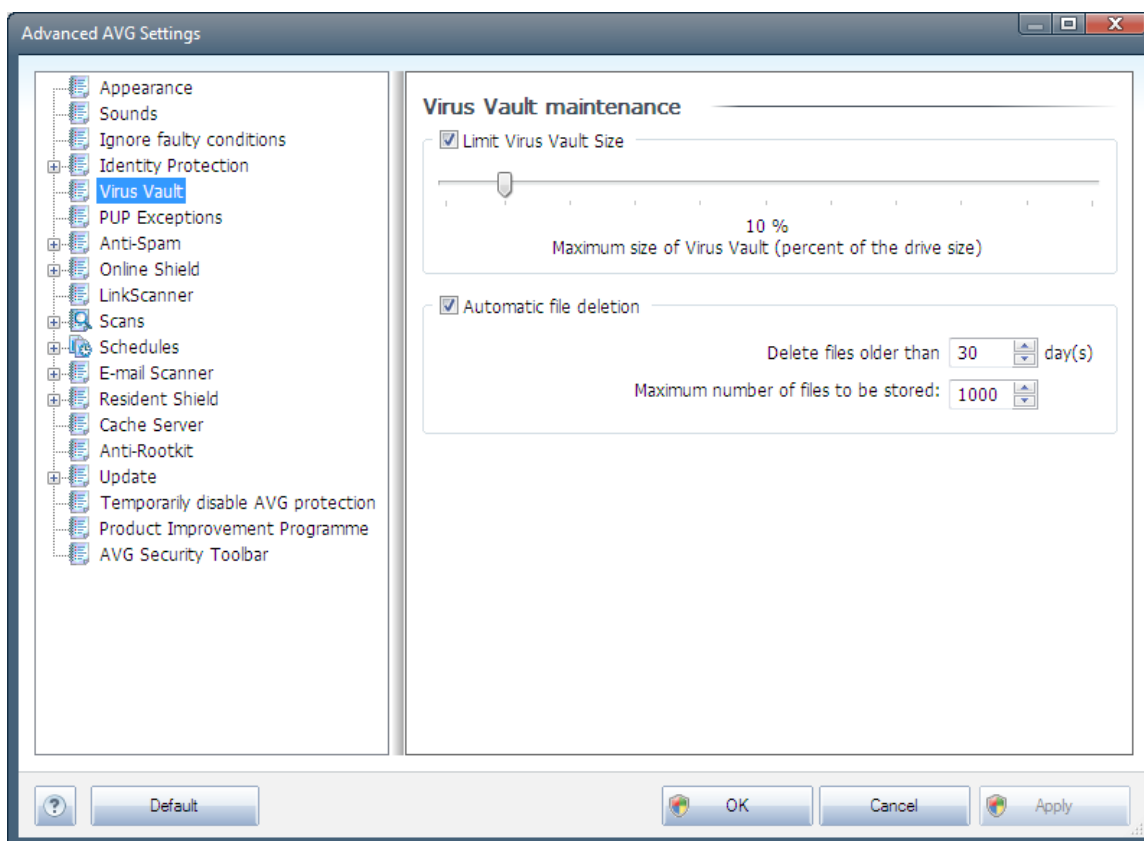 Advanced AVG Settings
Appearance
Sounds
Ignore faulty conditions
Identity Protection
Virus Vault
PUP Exceptions
Anti-Spam
Online Shield
LinkScanner
Scans
Schedules
E-mail Scanner
Resident Shield
Cache Server
Anti-Rootkit
Update
Temporarily disable AVG protection
Product Improvement Programme
AVG Security Toolbar
Virus Vault maintenance
Limit Virus Vault Size
10 %
Maximum size of Virus Vault (percent of the drive size)
Automatic file deletion
Delete files older than 30 day(s)
Maximum number of files to be stored: 1000
? Default OK Cancel Apply